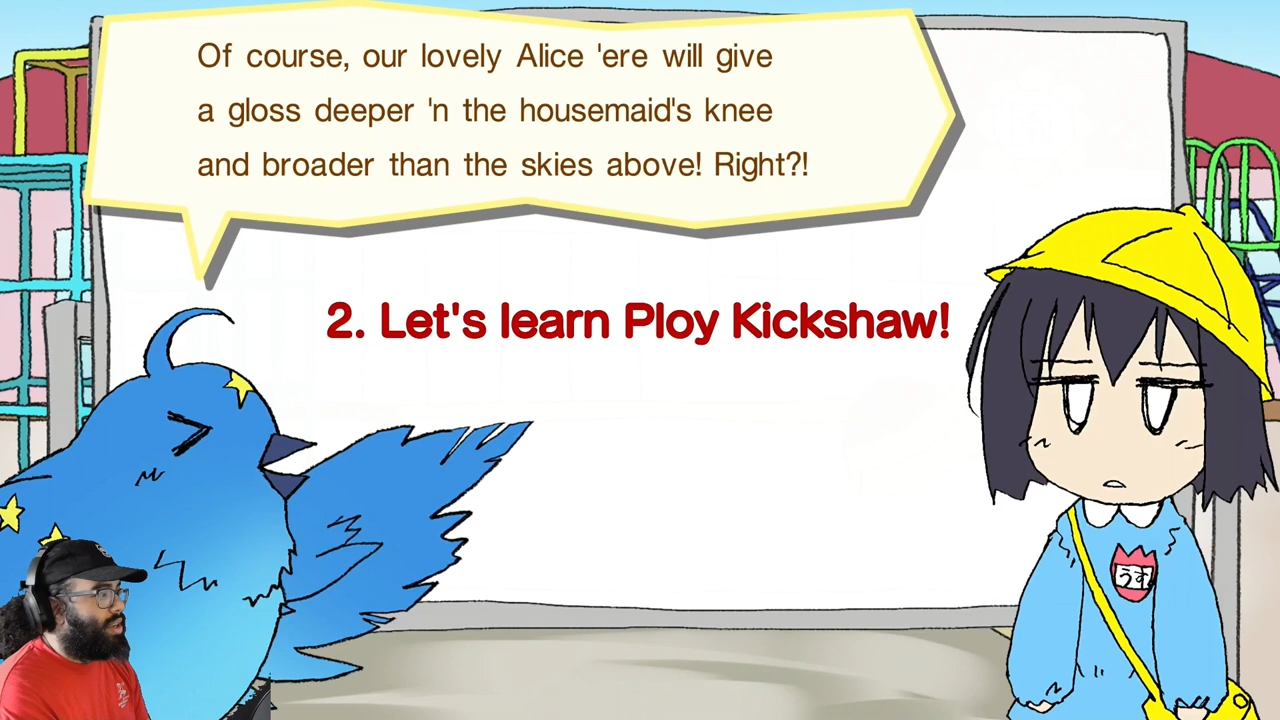 Of course, our lovely Alice 'ere will give
a gloss deeper 'n the housemaid's knee
and broader than the skies above! Right?!
2. Let's learn Ploy Kickshaw!
うす